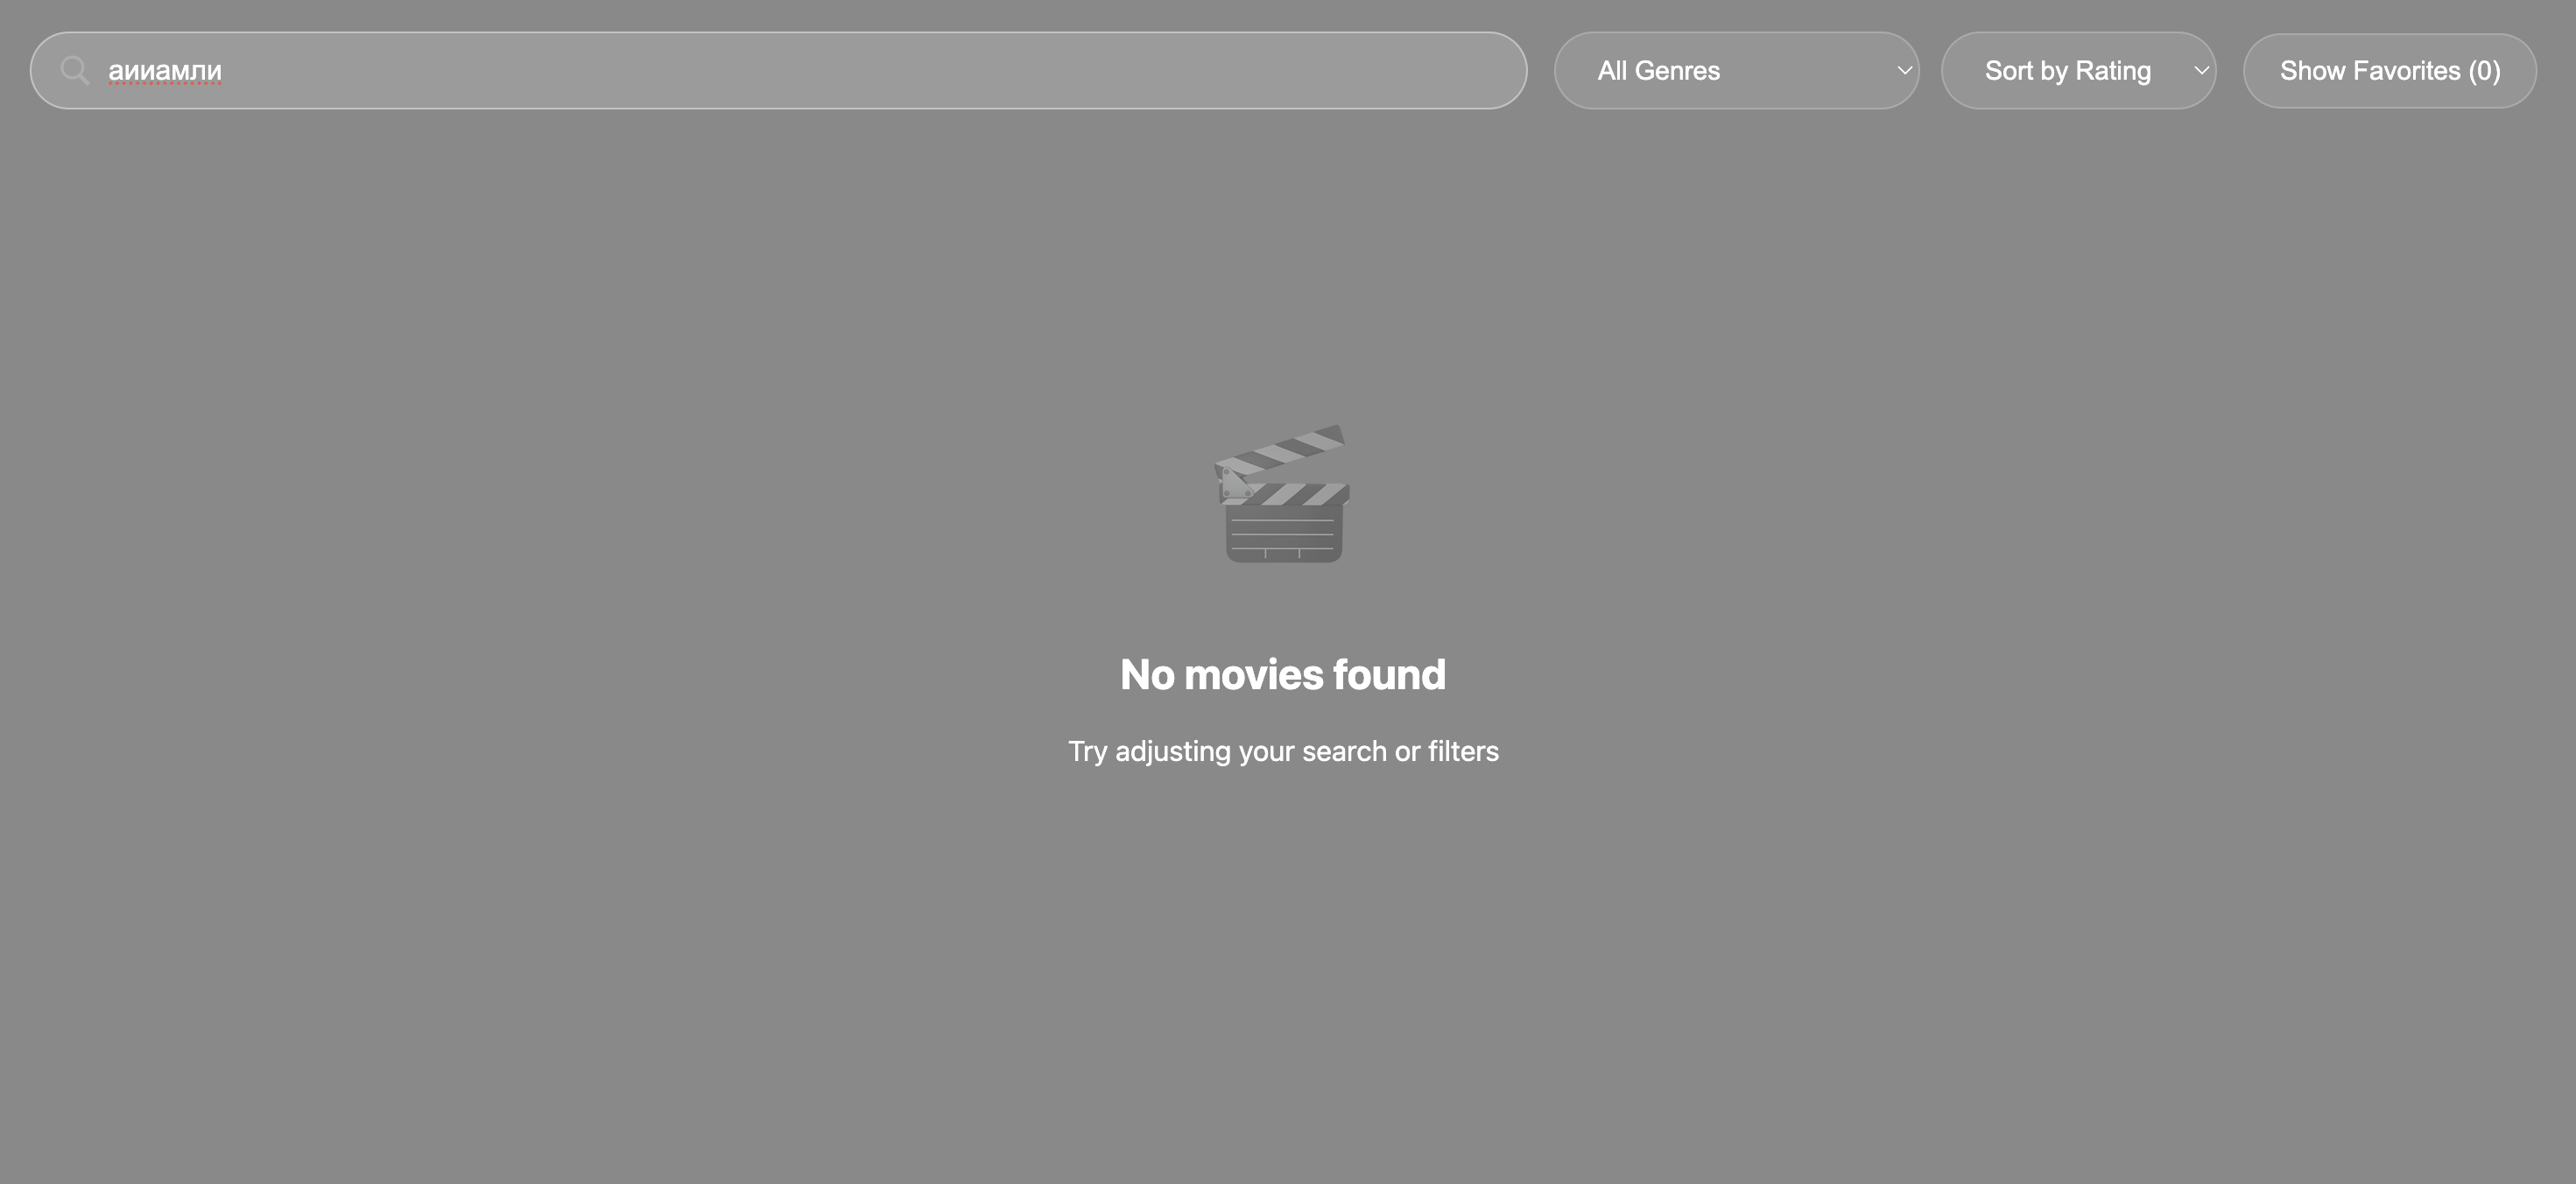 аииамли All Genres Sort by Rating Show Favorites (0)
No movies found
Try adjusting your search or filters